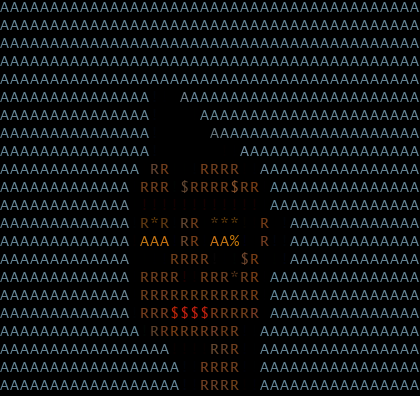 AAAAAAAAAAAAAAAAAAAAAAAAAAAAAAAAAAAAAAAAAA
AAAAAAAAAAAAAAAAAAAAAAAAAAAAAAAAAAAAAAAAAA
AAAAAAAAAAAAAAAAAAAAAAAAAAAAAAAAAAAAAAAAAA
AAAAAAAAAAAAAAAAAAAAAAAAAAAAAAAAAAAAAAAAAA
AAAAAAAAAAAAAAAAAAAAAAAAAAAAAAAAAAAAAAAAAA
AAAAAAAAAAAAAAA   AAAAAAAAAAAAAAAAAAAAAAAA
AAAAAAAAAAAAAAA     AAAAAAAAAAAAAAAAAAAAAA
AAAAAAAAAAAAAAA      AAAAAAAAAAAAAAAAAAAAA
AAAAAAAAAAAAAAA         AAAAAAAAAAAAAAAAAA
AAAAAAAAAAAAAA RR   RRRR  AAAAAAAAAAAAAAAA
AAAAAAAAAAAAA RRR $RRRR$RR AAAAAAAAAAAAAAA
AAAAAAAAAAAAA              AAAAAAAAAAAAAAA
AAAAAAAAAAAAA R*R RR ***  R  AAAAAAAAAAAAA
AAAAAAAAAAAAA AAA RR AA%  R  AAAAAAAAAAAAA
AAAAAAAAAAAAA    RRRR   $R   AAAAAAAAAAAAA
AAAAAAAAAAAAA RRRR  RRR*RR AAAAAAAAAAAAAAA
AAAAAAAAAAAAA RRRRRRRRRRRR AAAAAAAAAAAAAAA
AAAAAAAAAAAAA RRR$$$$RRRRR AAAAAAAAAAAAAAA
AAAAAAAAAAAAAA RRRRRRRRR  AAAAAAAAAAAAAAAA
AAAAAAAAAAAAAAAAA    RRR  AAAAAAAAAAAAAAAA
AAAAAAAAAAAAAAAAAA  RRRR  AAAAAAAAAAAAAAAA
AAAAAAAAAAAAAAAAAA  RRRR  AAAAAAAAAAAAAAAA